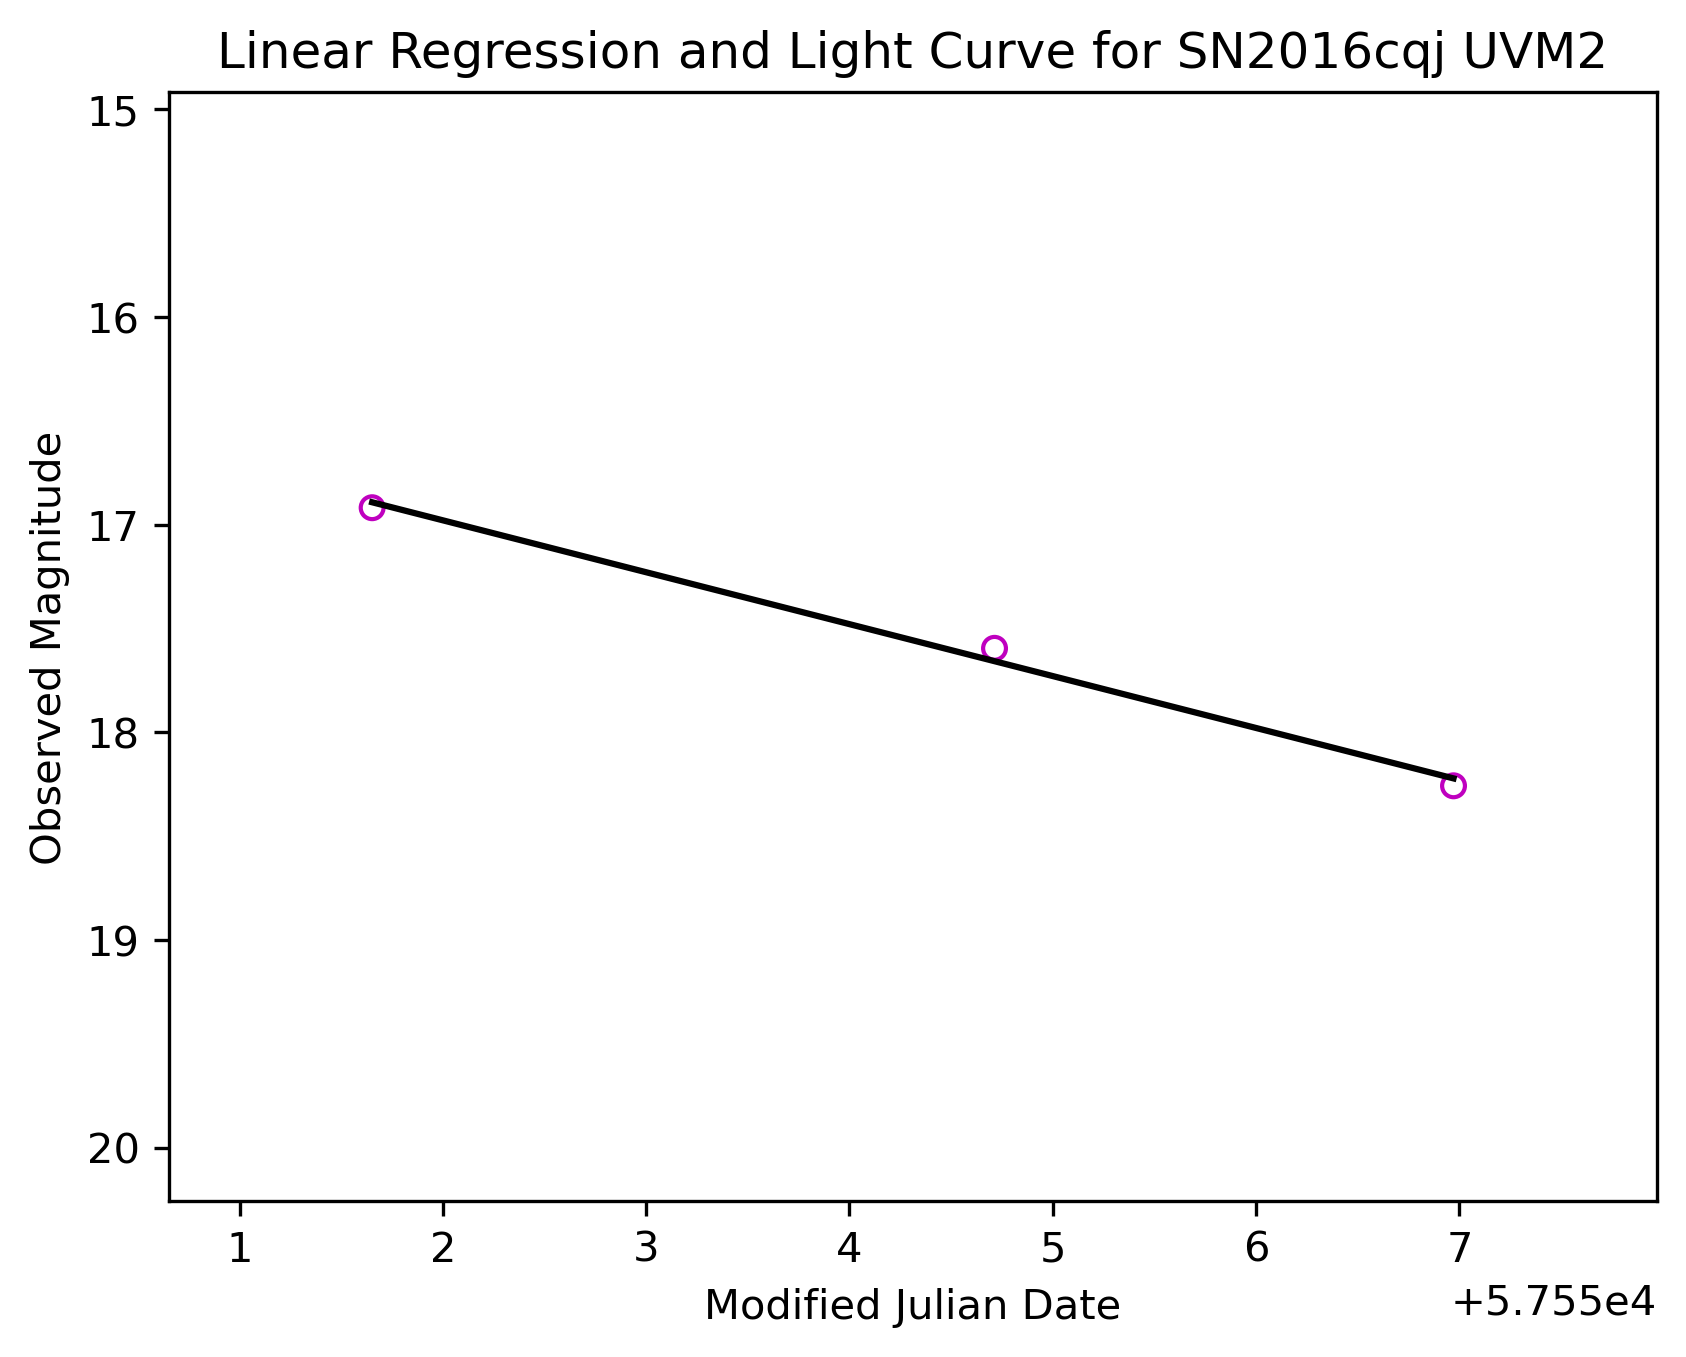 Linear Regression and Light Curve for SN2016cqj UVM2
15
16
17
18
19
20
Observed Magnitude
1 2 3 4 5 6 7
Modified Julian Date
+5.755e4